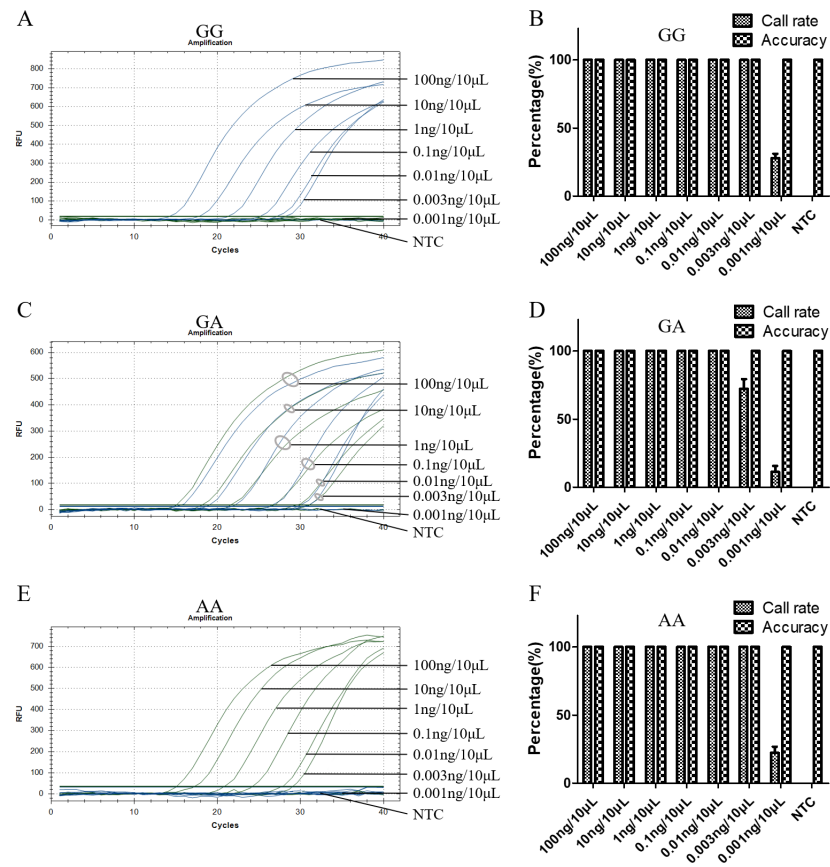 A
GG
Amplification
800
700
600
500
400
300
200
100
0
RFU
0
10
20
30
40
Cycles
100ng/10μL
10ng/10μL
1ng/10μL
0.1ng/10μL
0.01ng/10μL
0.003ng/10μL
0.001ng/10μL
NTC
B
GG
Call rate
Accuracy
Percentage(%)
100
50
0
100ng/10μL
10ng/10μL
1ng/10μL
0.1ng/10μL
0.01ng/10μL
0.003ng/10μL
0.001ng/10μL
NTC
C
GA
Amplification
600
500
400
300
200
100
0
RFU
0
10
20
30
40
Cycles
100ng/10μL
10ng/10μL
1ng/10μL
0.1ng/10μL
0.01ng/10μL
0.003ng/10μL
0.001ng/10μL
NTC
D
GA
Call rate
Accuracy
Percentage(%)
100
50
0
100ng/10μL
10ng/10μL
1ng/10μL
0.1ng/10μL
0.01ng/10μL
0.003ng/10μL
0.001ng/10μL
NTC
E
AA
Amplification
700
600
500
400
300
200
100
0
RFU
0
10
20
30
40
Cycles
100ng/10μL
10ng/10μL
1ng/10μL
0.1ng/10μL
0.01ng/10μL
0.003ng/10μL
0.001ng/10μL
NTC
F
AA
Call rate
Accuracy
Percentage(%)
100
50
0
100ng/10μL
10ng/10μL
1ng/10μL
0.1ng/10μL
0.01ng/10μL
0.003ng/10μL
0.001ng/10μL
NTC